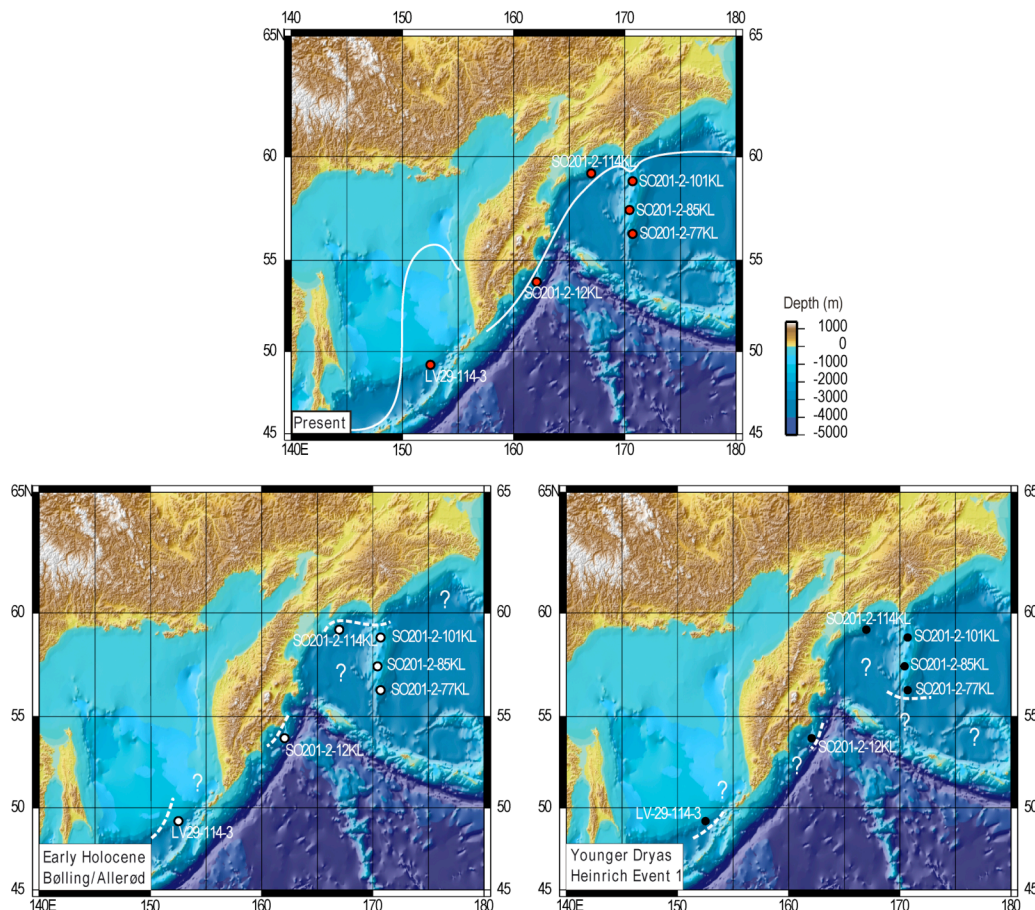 140 150 160 170 180
65N 65
SO201-2-114KL
60 60
SO201-2-101KL
SO201-2-85KL
SO201-2-77KL
55 55
SO201-2-12KL
50 50
LV29-114-3
Present
45 45
140E 150 160 170 180
Depth (m)
1000
0
-1000
-2000
-3000
-4000
-5000
65N 65
?
60 60
SO201-2-114KL
SO201-2-101KL
?
SO201-2-85KL
SO201-2-77KL
55 55
SO201-2-12KL
?
50 50
LV29-114-3
Early Holocene
Bølling/Allerød
45 45
140E 150 160 170 180
65N 65
60 60
SO201-2-114KL
SO201-2-101KL
?
SO201-2-85KL
SO201-2-77KL
55 55
?
?
SO201-2-12KL
?
?
50 50
LV-29-114-3
Younger Dryas
Heinrich Event 1
45 45
140E 150 160 170 180